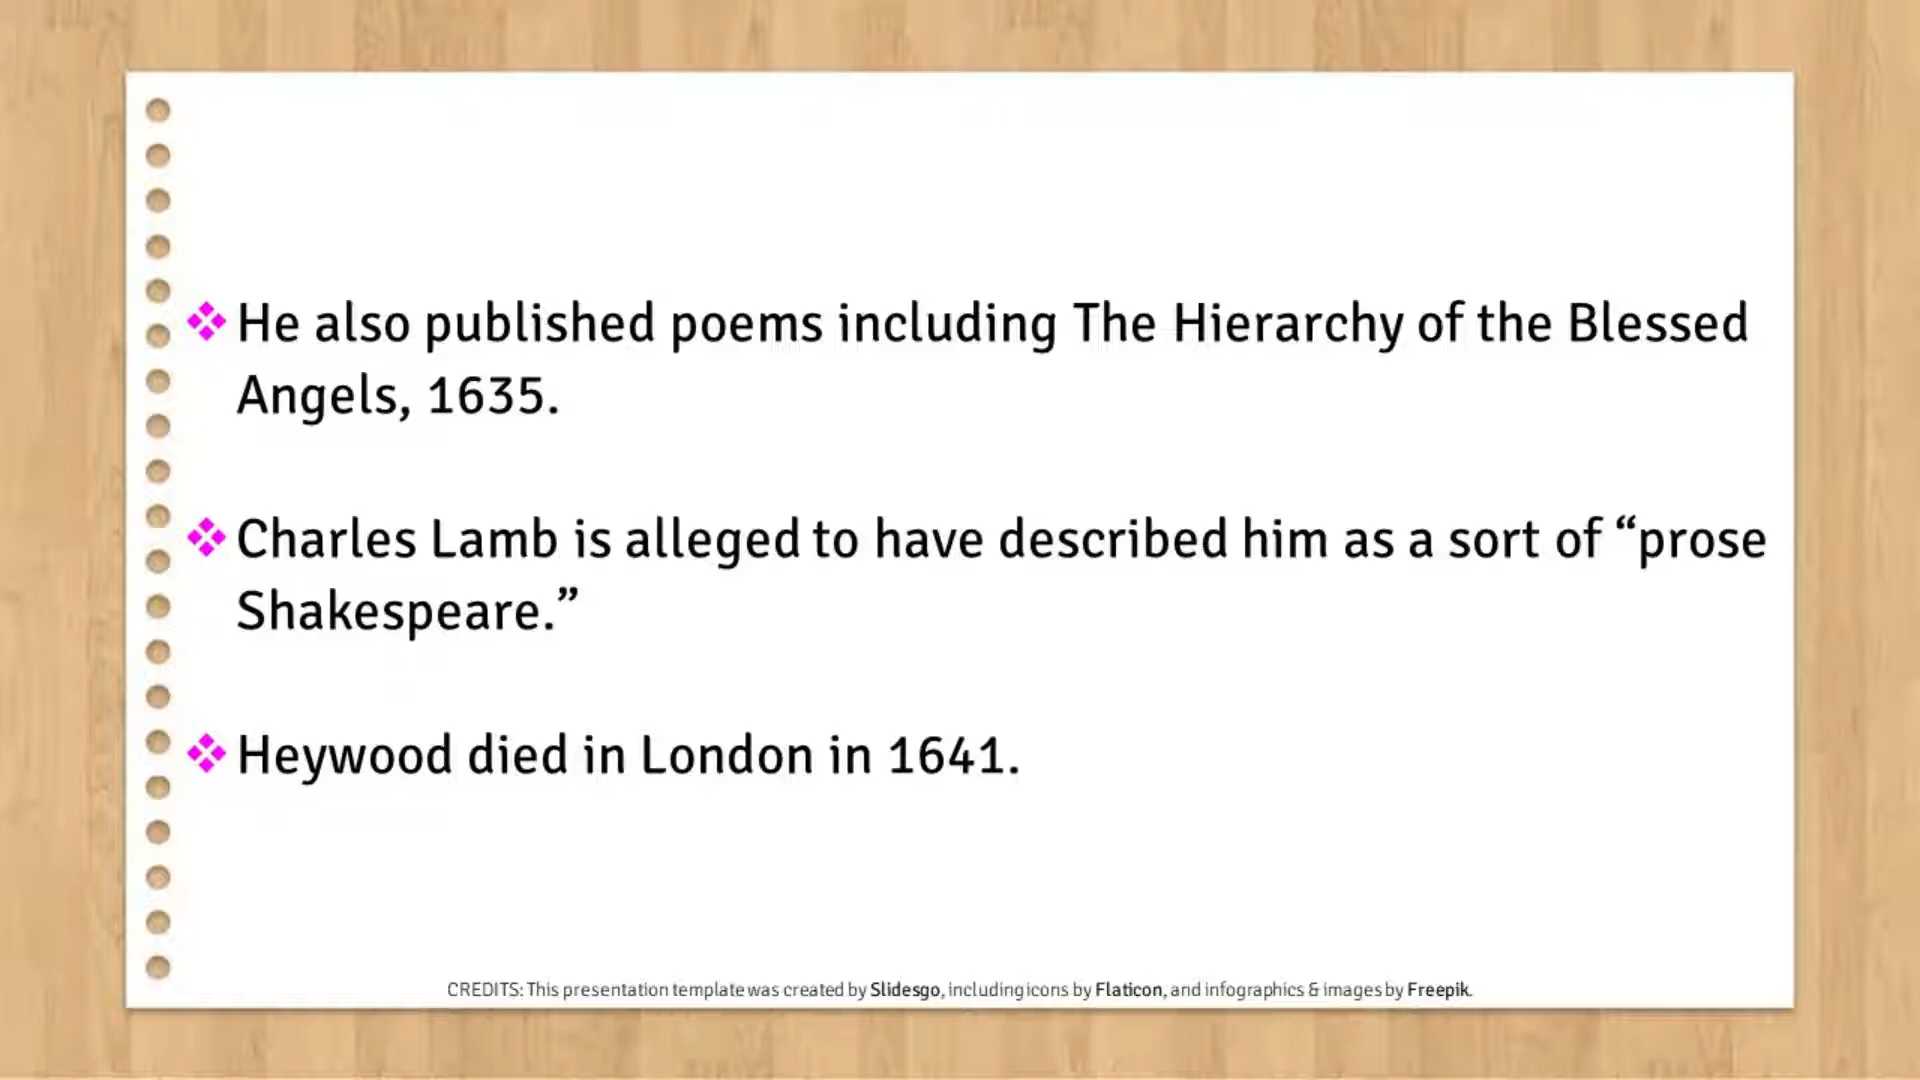 He also published poems including The Hierarchy of the Blessed
Angels, 1635.
Charles Lamb is alleged to have described him as a sort of “prose
Shakespeare.”
Heywood died in London in 1641.
CREDITS: This presentation template was created by Slidesgo, including icons by Flaticon, and infographics & images by Freepik.